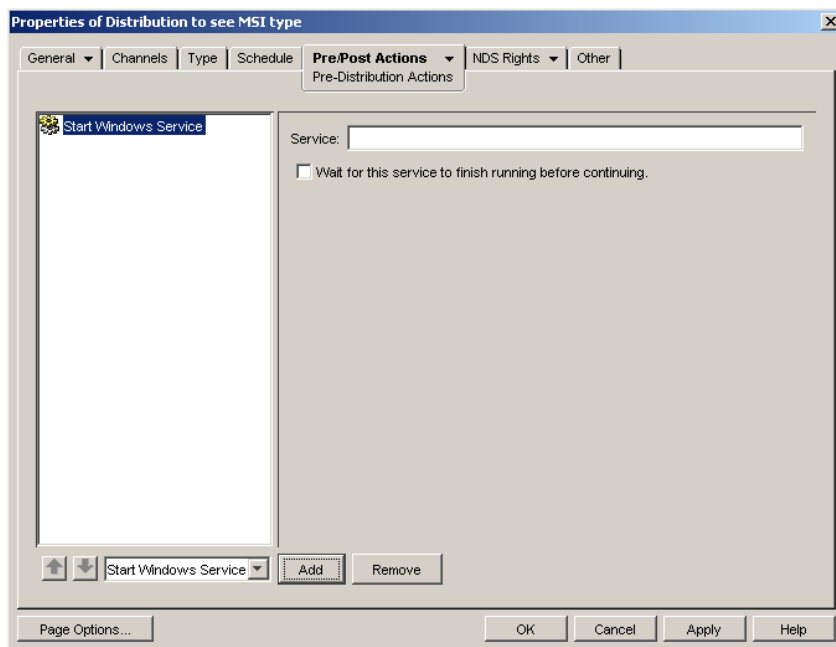 Properties of Distribution to see MSI type
General Channels Type Schedule Pre/Post Actions NDS Rights Other
Pre-Distribution Actions
Start Windows Service
Service:
Wait for this service to finish running before continuing.
Start Windows Service Add Remove
Page Options... OK Cancel Apply Help